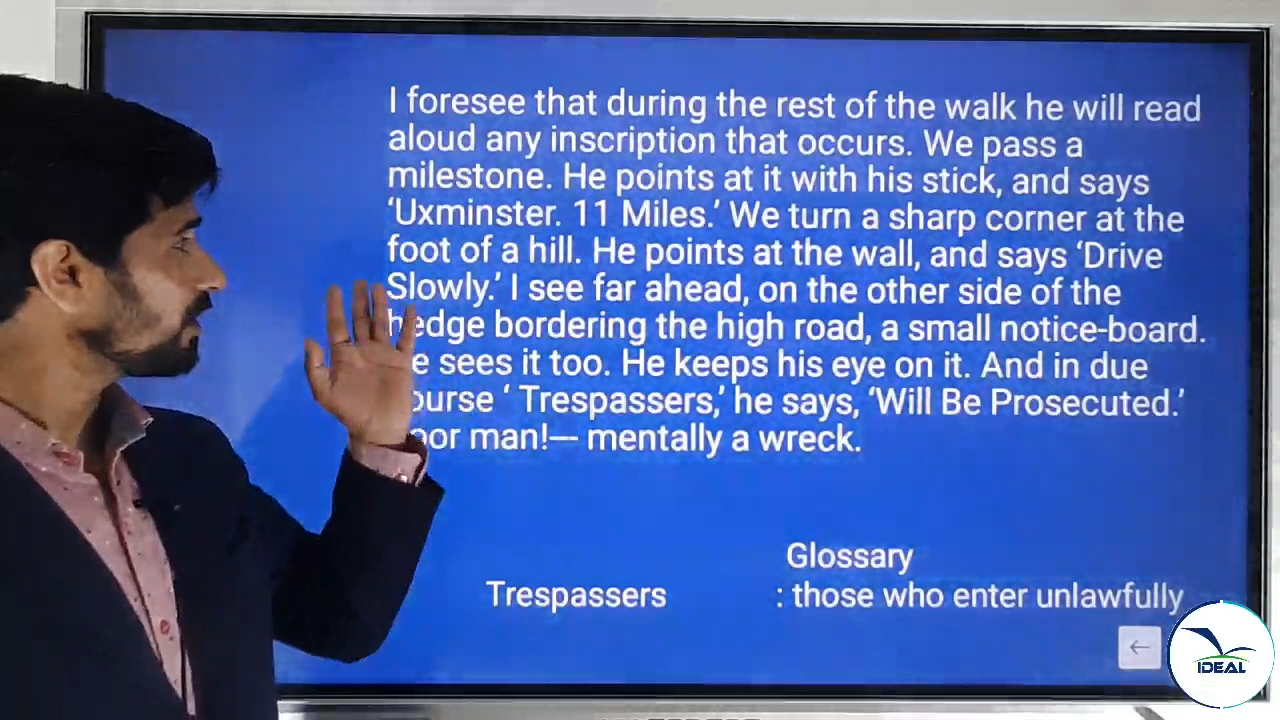 I foresee that during the rest of the walk he will read
aloud any inscription that occurs. We pass a
milestone. He points at it with his stick, and says
‘Uxminster. 11 Miles.’ We turn a sharp corner at the
foot of a hill. He points at the wall, and says ‘Drive
Slowly.’ I see far ahead, on the other side of the
hedge bordering the high road, a small notice-board.
e sees it too. He keeps his eye on it. And in due
ourse ‘ Trespassers,’ he says, ‘Will Be Prosecuted.’
oor man!–– mentally a wreck.
Glossary
Trespassers : those who enter unlawfully
IDEAL